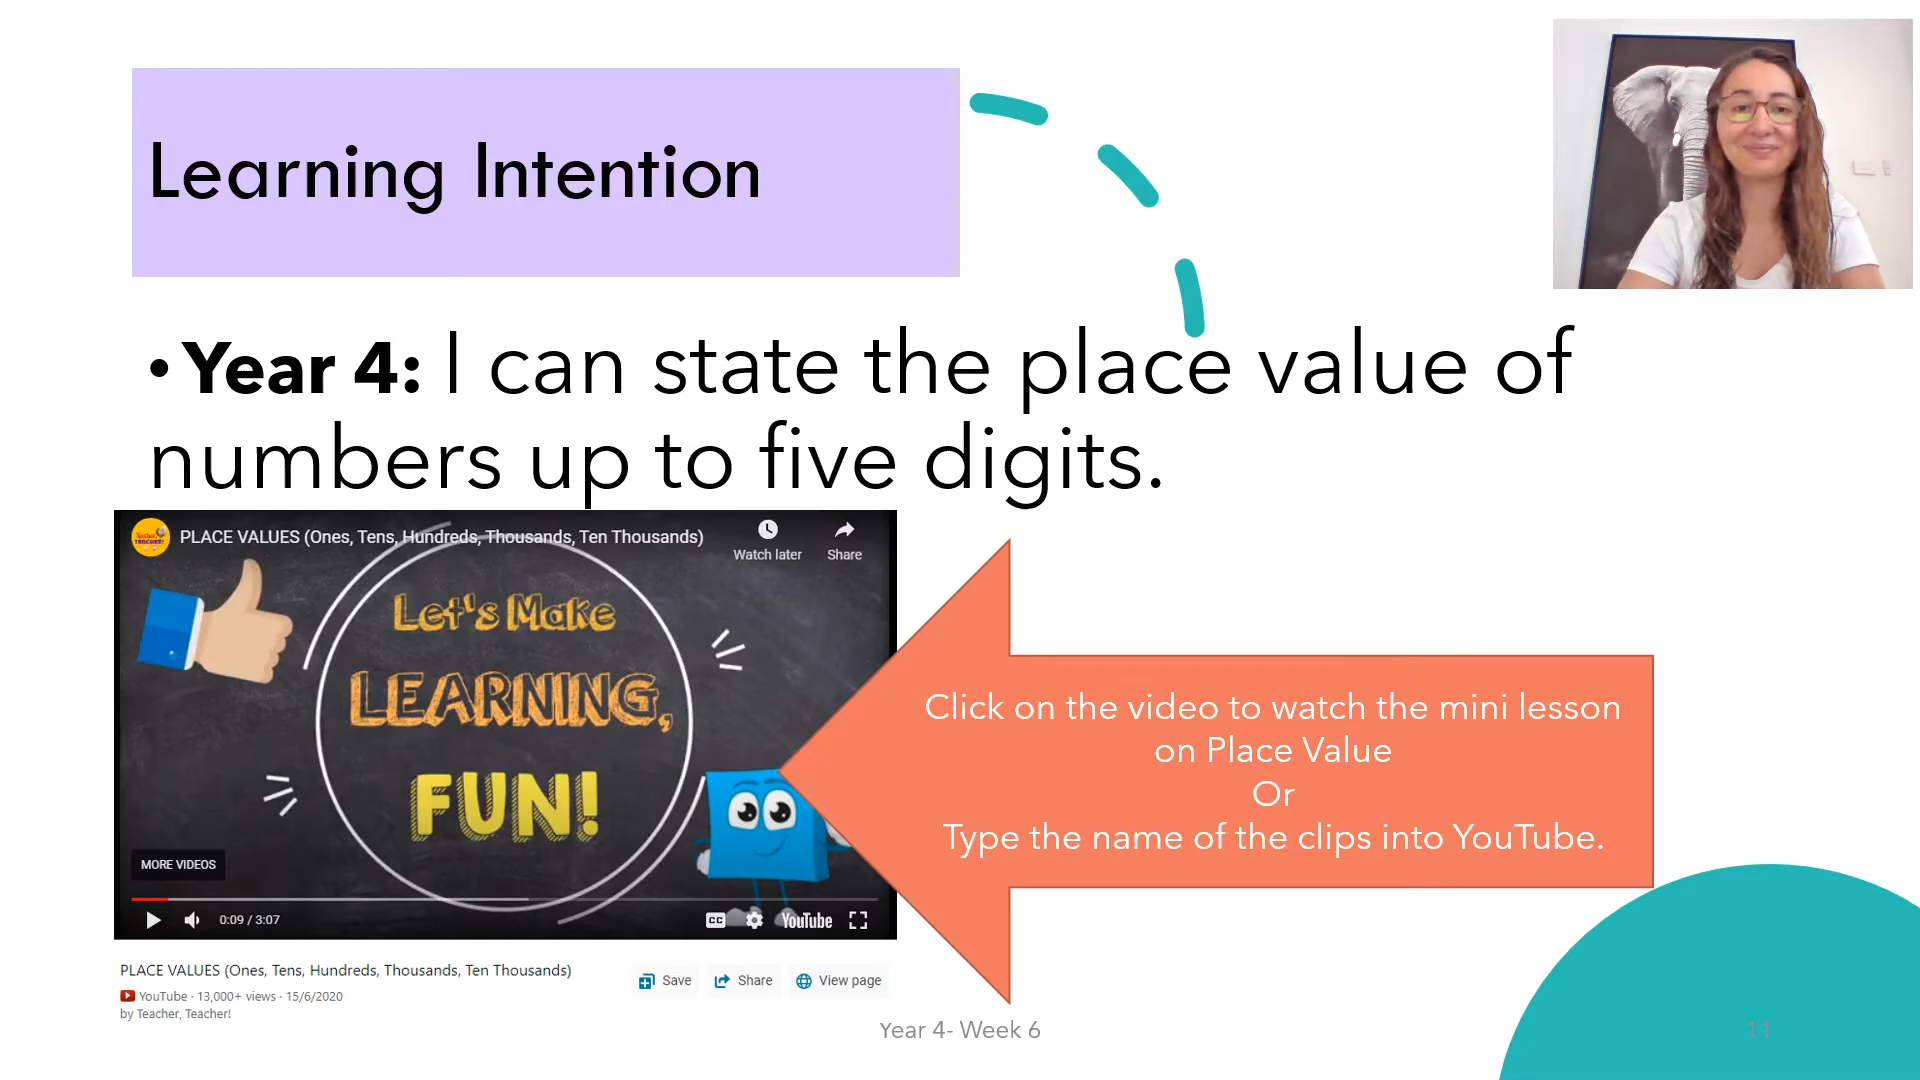 Learning Intention
• Year 4: I can state the place value of
numbers up to five digits.
PLACE VALUES (Ones, Tens, Hundreds, Thousands, Ten Thousands)
Watch later
Share
Let's Make
LEARNING,
FUN!
MORE VIDEOS
0:09 / 3:07
CC
YouTube
Click on the video to watch the mini lesson
on Place Value
Or
Type the name of the clips into YouTube.
PLACE VALUES (Ones, Tens, Hundreds, Thousands, Ten Thousands)
YouTube · 13,000+ views · 15/6/2020
by Teacher, Teacher!
Save
Share
View page
Year 4- Week 6
11